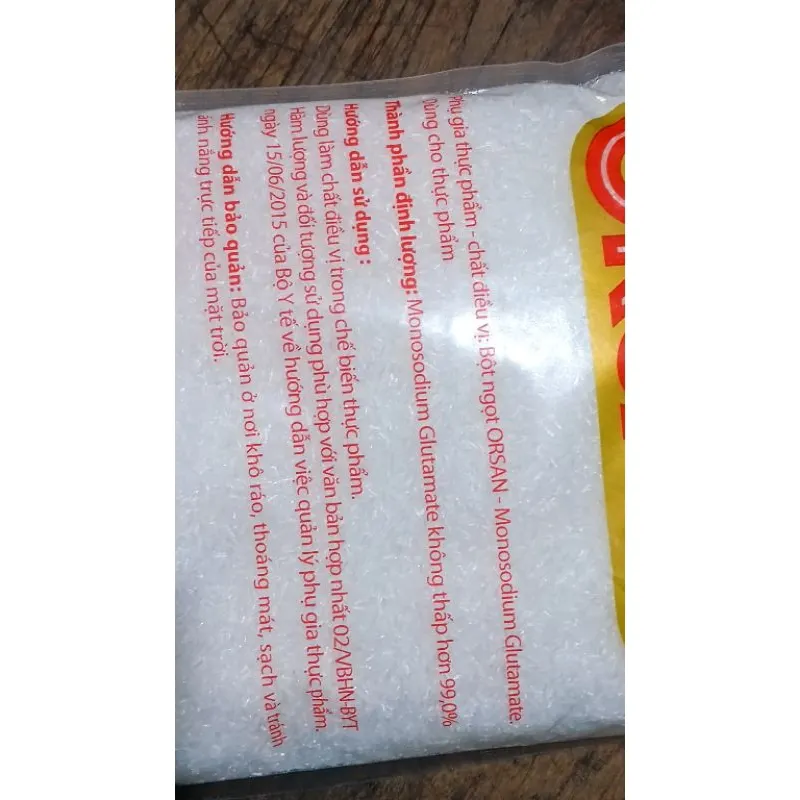 Phụ gia thực phẩm - chất điều vị: Bột ngọt ORSAN - Monosodium Glutamate.
Dùng cho thực phẩm
Thành phần định lượng: Monosodium Glutamate không thấp hơn 99,0%
Hướng dẫn sử dụng :
Dùng làm chất điều vị trong chế biến thực phẩm.
Hàm lượng và đối tượng sử dụng phù hợp với văn bản hợp nhất 02/VBHN-BYT
ngày 15/06/2015 của Bộ Y tế về hướng dẫn việc quản lý phụ gia thực phẩm.
Hướng dẫn bảo quản: Bảo quản ở nơi khô ráo, thoáng mát, sạch và tránh
ánh nắng trực tiếp của mặt trời.